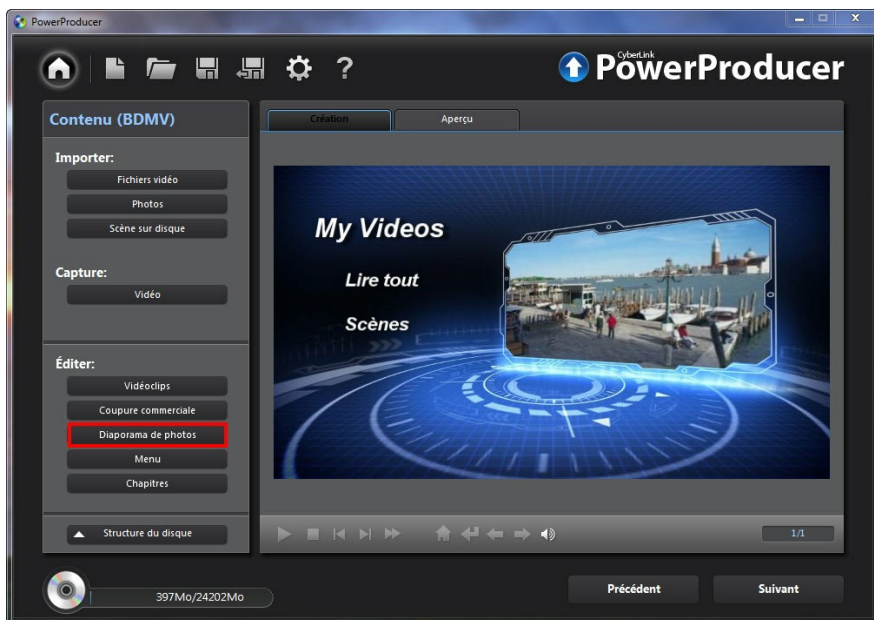 PowerProducer
?
CyberLink
PowerProducer
Contenu (BDMV)
Création
Aperçu
Importer:
Fichiers vidéo
Photos
Scène sur disque
Capture:
Vidéo
Éditer:
Vidéoclips
Coupure commerciale
Diaporama de photos
Menu
Chapitres
Structure du disque
My Videos
Lire tout
Scènes
1/1
397Mo/24202Mo
Précédent
Suivant